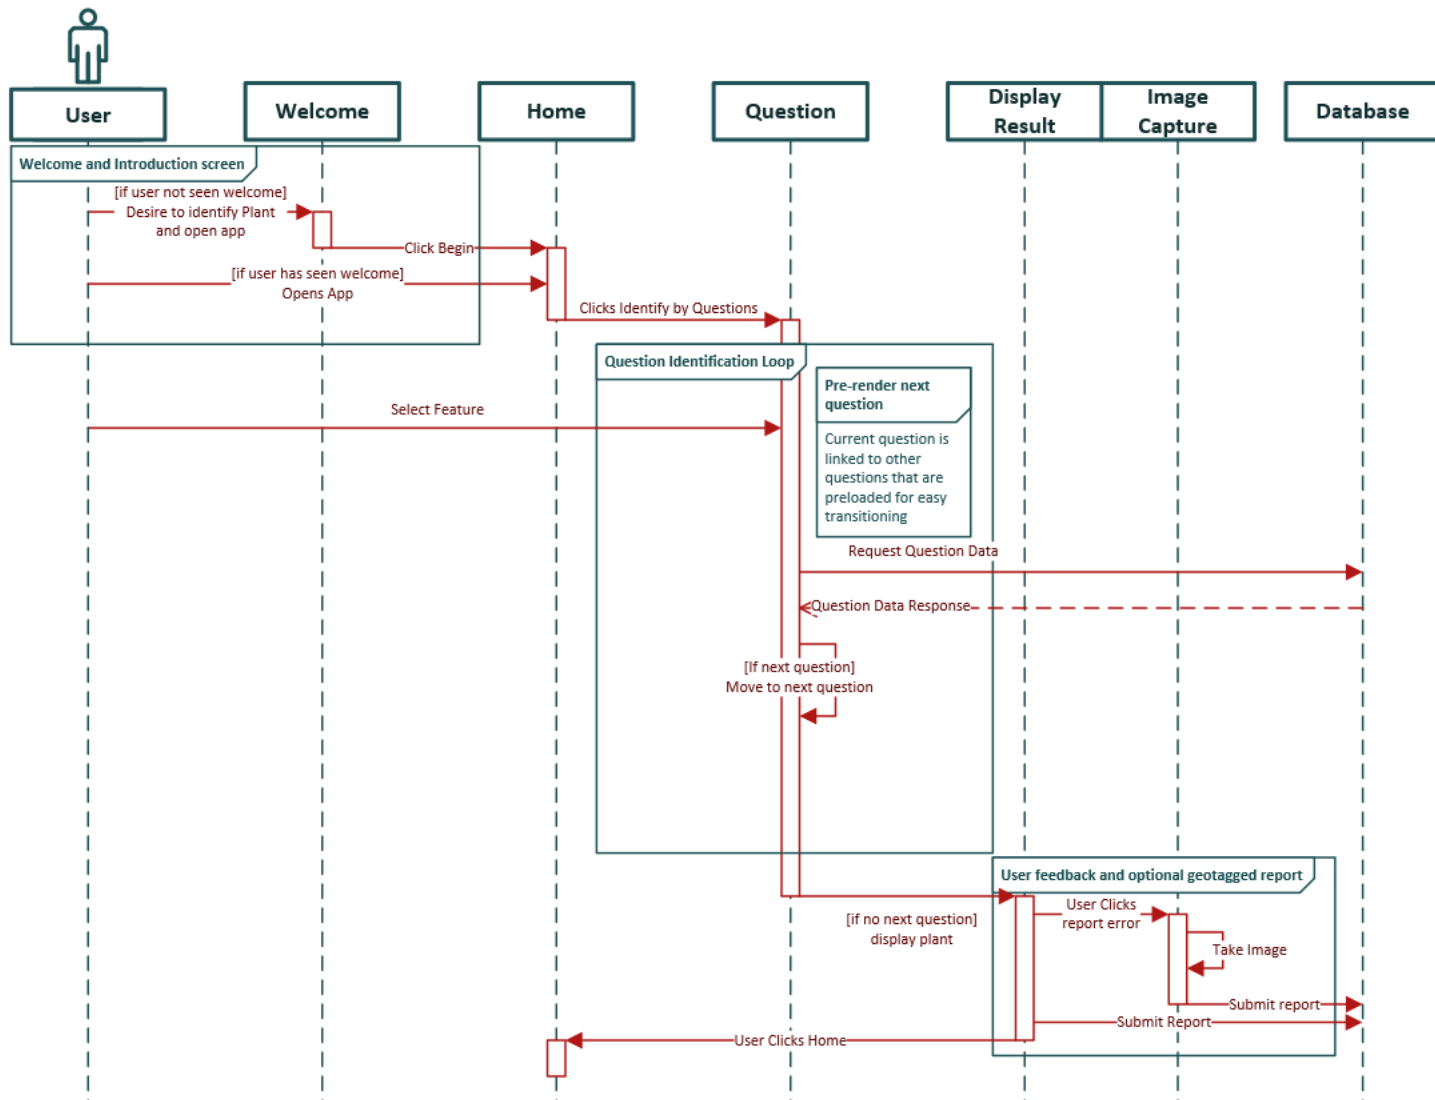 User
Welcome
Home
Question
Display
Result
Image
Capture
Database
Welcome and Introduction screen
[if user not seen welcome]
Desire to identify Plant
and open app
Click Begin
[if user has seen welcome]
Opens App
Clicks Identify by Questions
Question Identification Loop
Pre-render next
question
Current question is
linked to other
questions that are
preloaded for easy
transitioning
Select Feature
Request Question Data
Question Data Response
[If next question]
Move to next question
User feedback and optional geotagged report
[if no next question]
display plant
User Clicks
report error
Take Image
Submit report
Submit Report
User Clicks Home